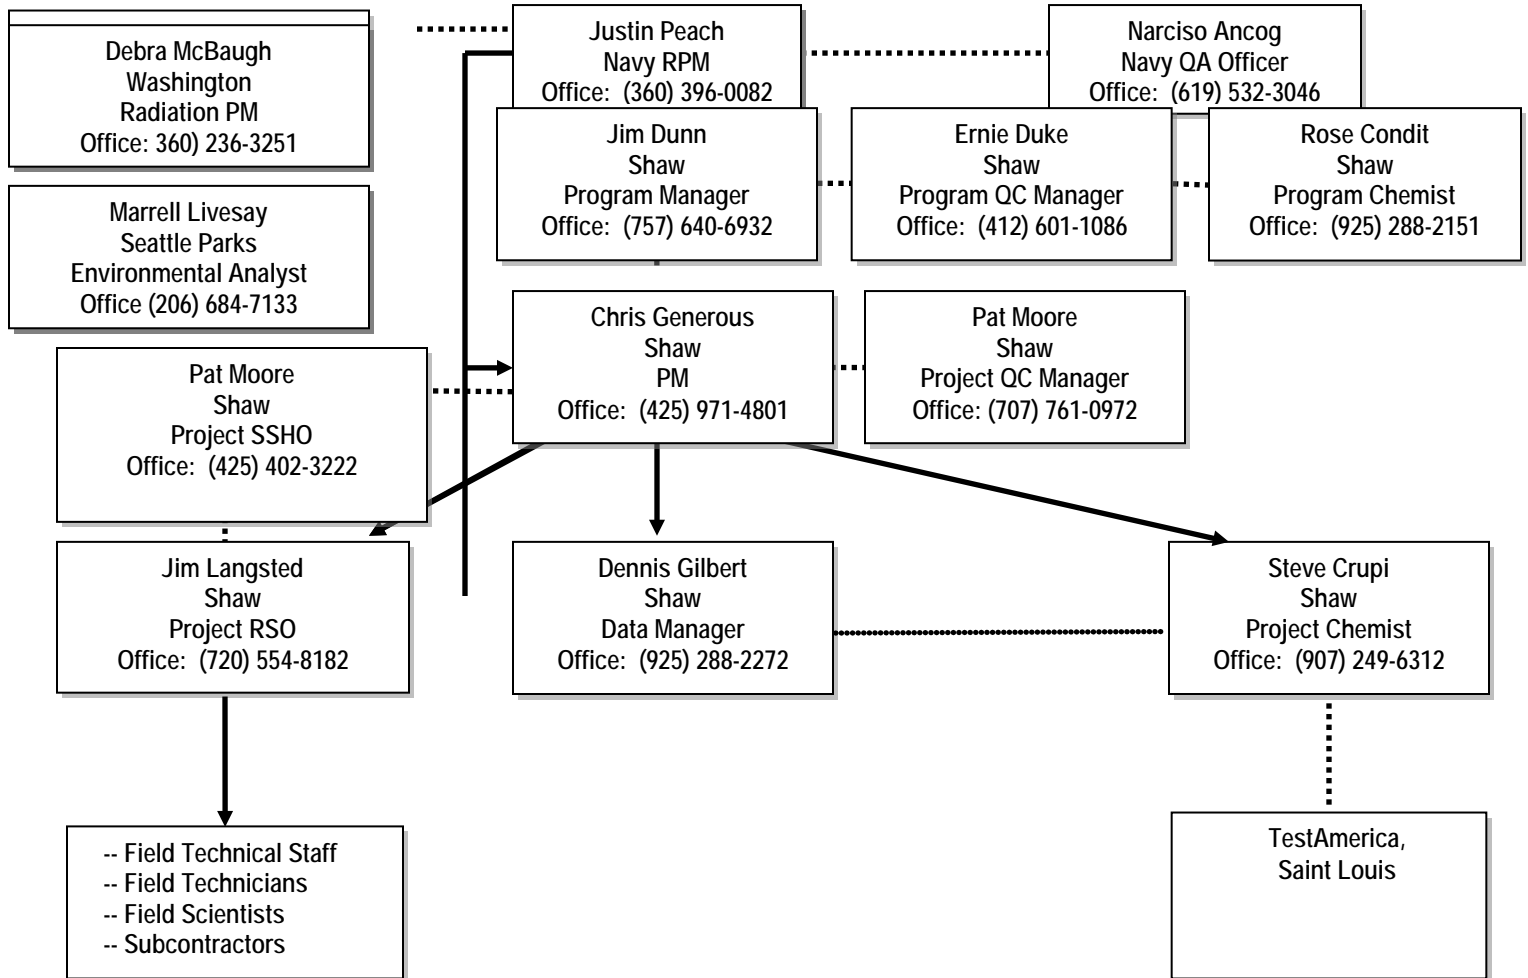 Debra McBaugh
Washington
Radiation PM
Office: 360) 236-3251
Justin Peach
Navy RPM
Office: (360) 396-0082
Narciso Ancog
Navy QA Officer
Office: (619) 532-3046
Jim Dunn
Shaw
Program Manager
Office: (757) 640-6932
Ernie Duke
Shaw
Program QC Manager
Office: (412) 601-1086
Rose Condit
Shaw
Program Chemist
Office: (925) 288-2151
Marrell Livesay
Seattle Parks
Environmental Analyst
Office (206) 684-7133
Chris Generous
Shaw
PM
Office: (425) 971-4801
Pat Moore
Shaw
Project QC Manager
Office: (707) 761-0972
Pat Moore
Shaw
Project SSHO
Office: (425) 402-3222
Jim Langsted
Shaw
Project RSO
Office: (720) 554-8182
Dennis Gilbert
Shaw
Data Manager
Office: (925) 288-2272
Steve Crupi
Shaw
Project Chemist
Office: (907) 249-6312
-- Field Technical Staff
-- Field Technicians
-- Field Scientists
-- Subcontractors
TestAmerica,
Saint Louis